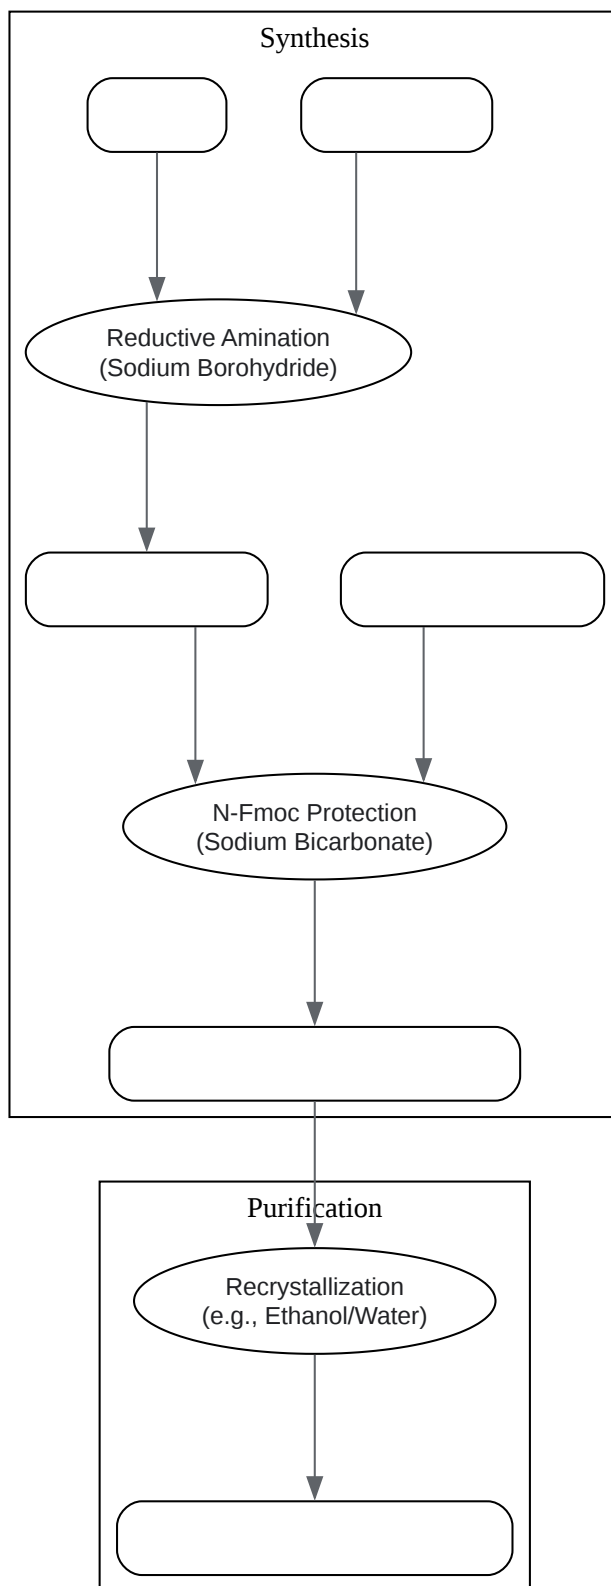 Synthesis
Reductive Amination
(Sodium Borohydride)
N-Fmoc Protection
(Sodium Bicarbonate)
Purification
Recrystallization
(e.g., Ethanol/Water)